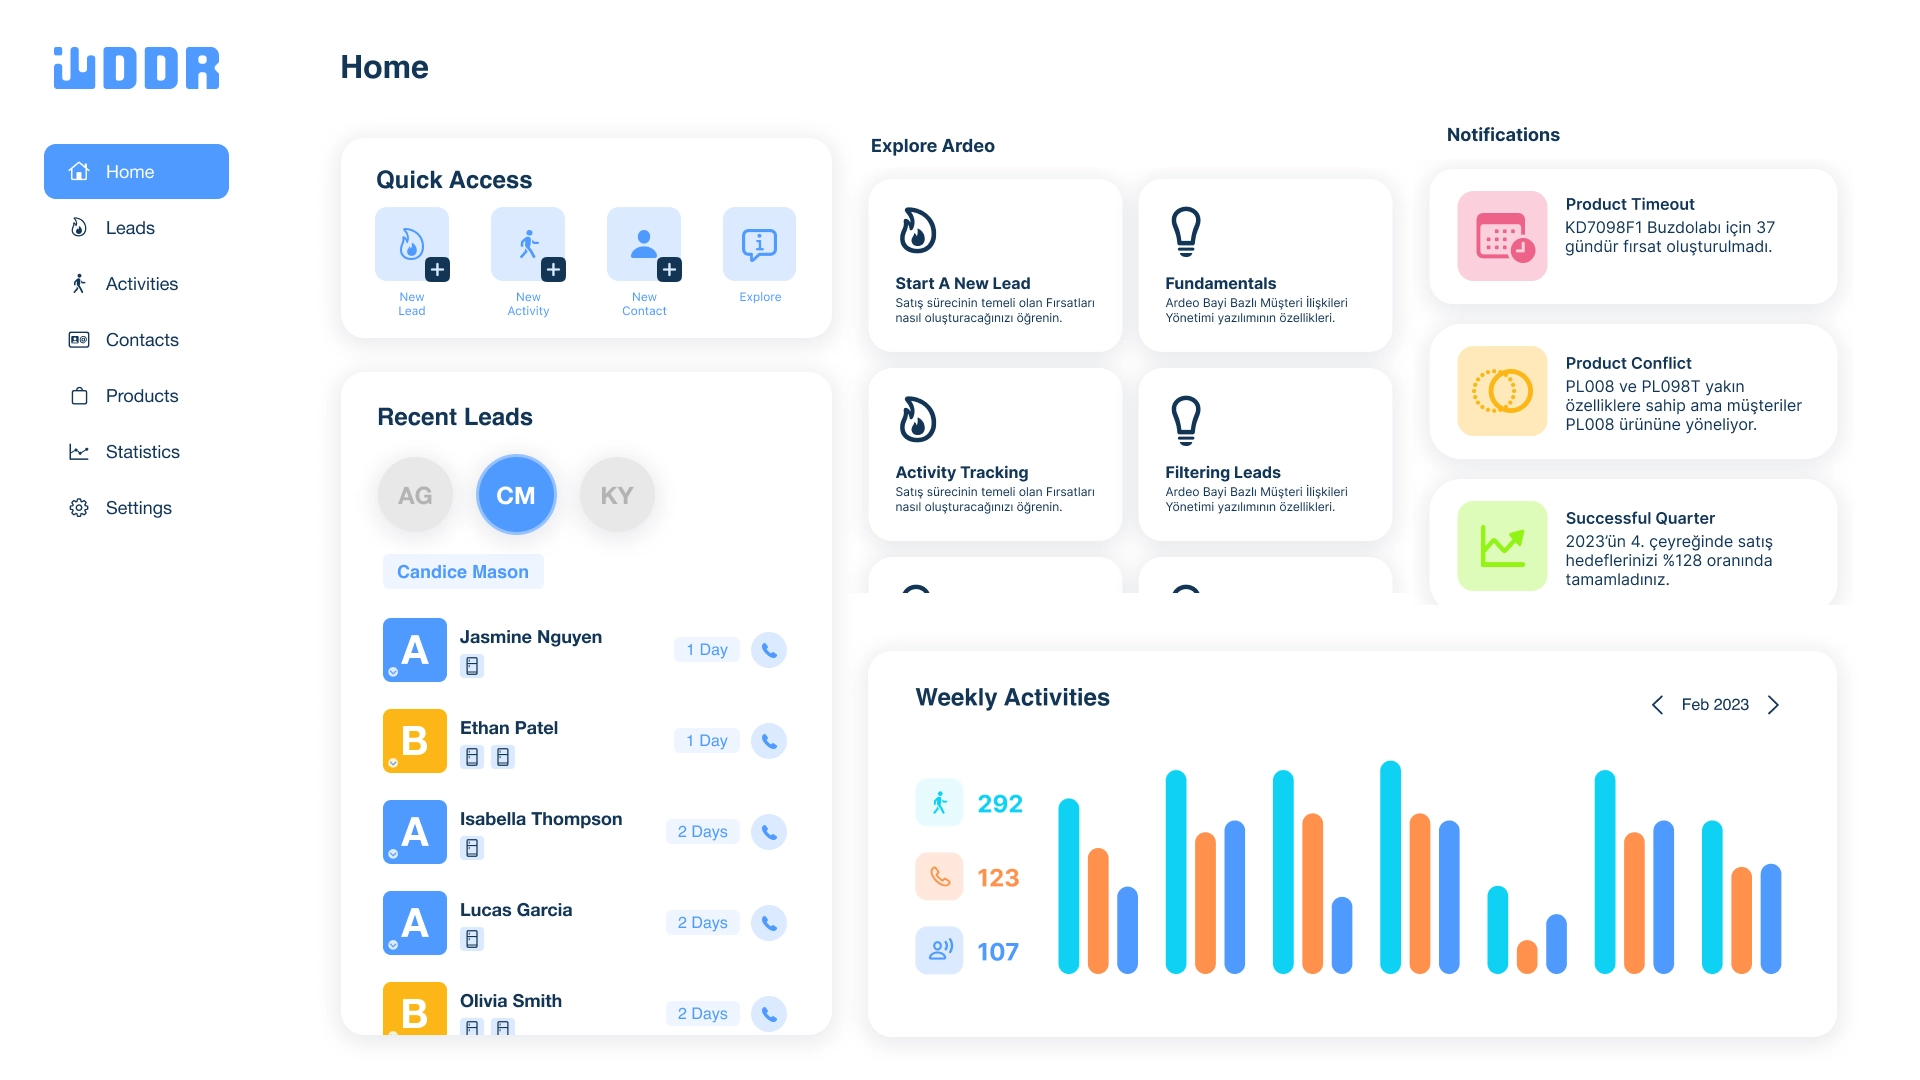 DDR
Home
Home
Leads
Activities
Contacts
Products
Statistics
Settings
Quick Access
New
Lead
New
Activity
New
Contact
Explore
Recent Leads
AG
CM
KY
Candice Mason
A
Jasmine Nguyen
1 Day
B
Ethan Patel
1 Day
A
Isabella Thompson
2 Days
A
Lucas Garcia
2 Days
B
Olivia Smith
2 Days
Explore Ardeo
Start A New Lead
Satış sürecinin temeli olan Fırsatları
nasıl oluşturacağınızı öğrenin.
Fundamentals
Ardeo Bayi Bazlı Müşteri İlişkileri
Yönetimi yazılımının özellikleri.
Activity Tracking
Satış sürecinin temeli olan Fırsatları
nasıl oluşturacağınızı öğrenin.
Filtering Leads
Ardeo Bayi Bazlı Müşteri İlişkileri
Yönetimi yazılımının özellikleri.
Notifications
Product Timeout
KD7098F1 Buzdolabı için 37
gündür fırsat oluşturulmadı.
Product Conflict
PL008 ve PL098T yakın
özelliklere sahip ama müşteriler
PL008 ürününe yöneliyor.
Successful Quarter
2023'ün 4. çeyreğinde satış
hedeflerinizi %128 oranında
tamamladınız.
Weekly Activities
Feb 2023
292
123
107